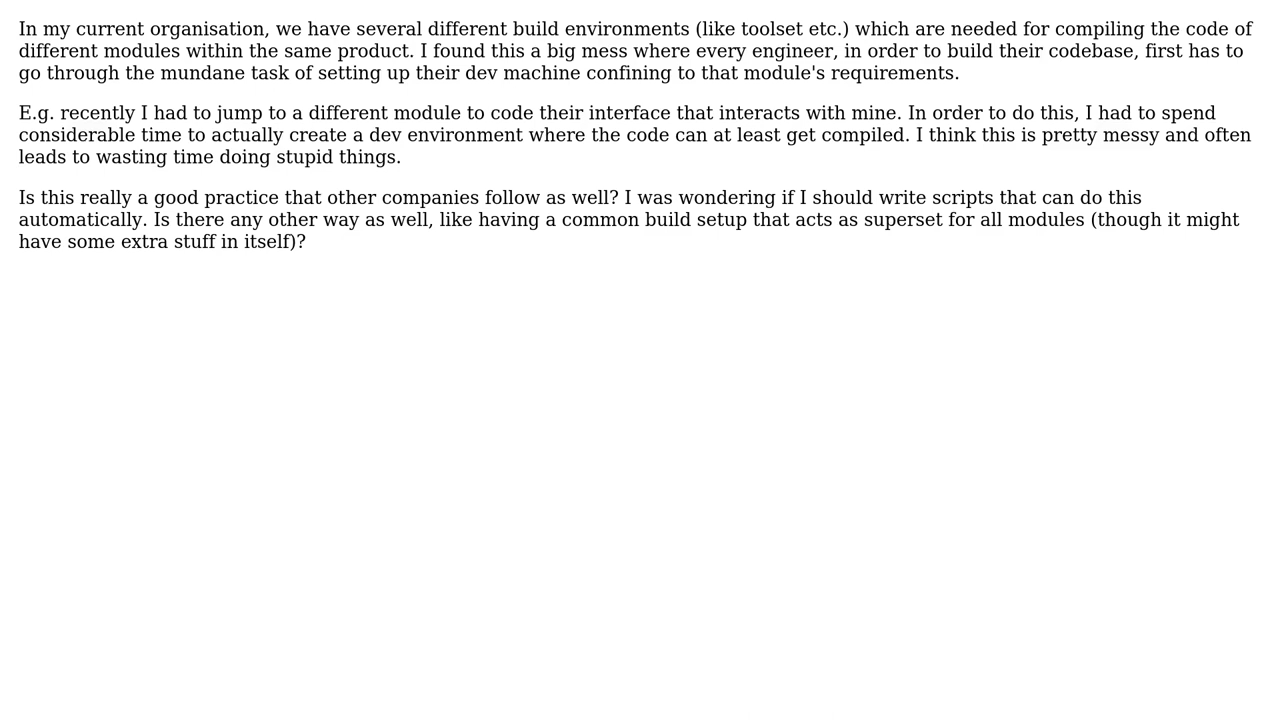 In my current organisation, we have several different build environments (like toolset etc.) which are needed for compiling the code of
different modules within the same product. I found this a big mess where every engineer, in order to build their codebase, first has to
go through the mundane task of setting up their dev machine confining to that module's requirements.
E.g. recently I had to jump to a different module to code their interface that interacts with mine. In order to do this, I had to spend
considerable time to actually create a dev environment where the code can at least get compiled. I think this is pretty messy and often
leads to wasting time doing stupid things.
Is this really a good practice that other companies follow as well? I was wondering if I should write scripts that can do this
automatically. Is there any other way as well, like having a common build setup that acts as superset for all modules (though it might
have some extra stuff in itself)?